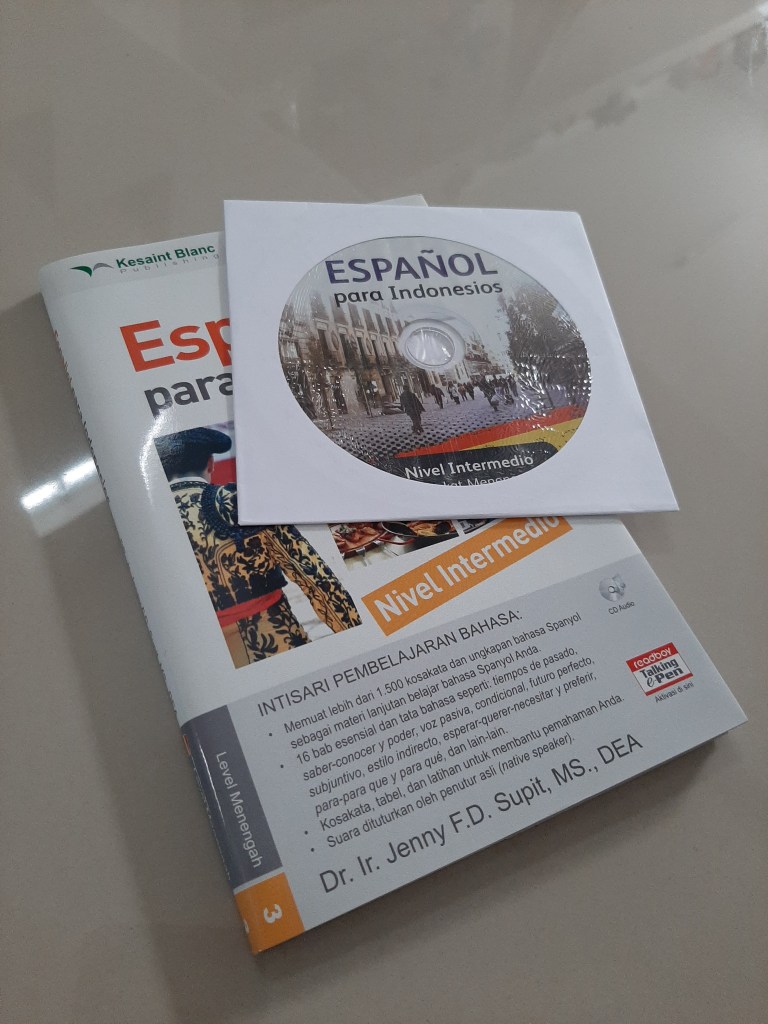 Kesaint Blanc
Publishing
Esp
para
ESPAÑOL
para Indonesios
Nivel Intermedio
Nivel Intermedio
CD Audio
INTISARI PEMBELAJARAN BAHASA:
• Memuat lebih dari 1.500 kosakata dan ungkapan bahasa Spanyol
sebagai materi lanjutan belajar bahasa Spanyol Anda.
• 16 bab esensial dan tata bahasa seperti; tiempos de pasado,
saber-conocer y poder, voz pasiva, condicional, futuro perfecto,
subjuntivo, estilo indirecto, esperar-querer-necesitar y preferir,
para-para que y para qué, dan lain-lain.
• Kosakata, tabel, dan latihan untuk membantu pemahaman Anda.
• Suara dituturkan oleh penutur asli (native speaker).
readboy
Talking
e-Pen
Aktivasi di sini
Dr. Ir. Jenny F.D. Supit, MS., DEA
Level Menengah
3